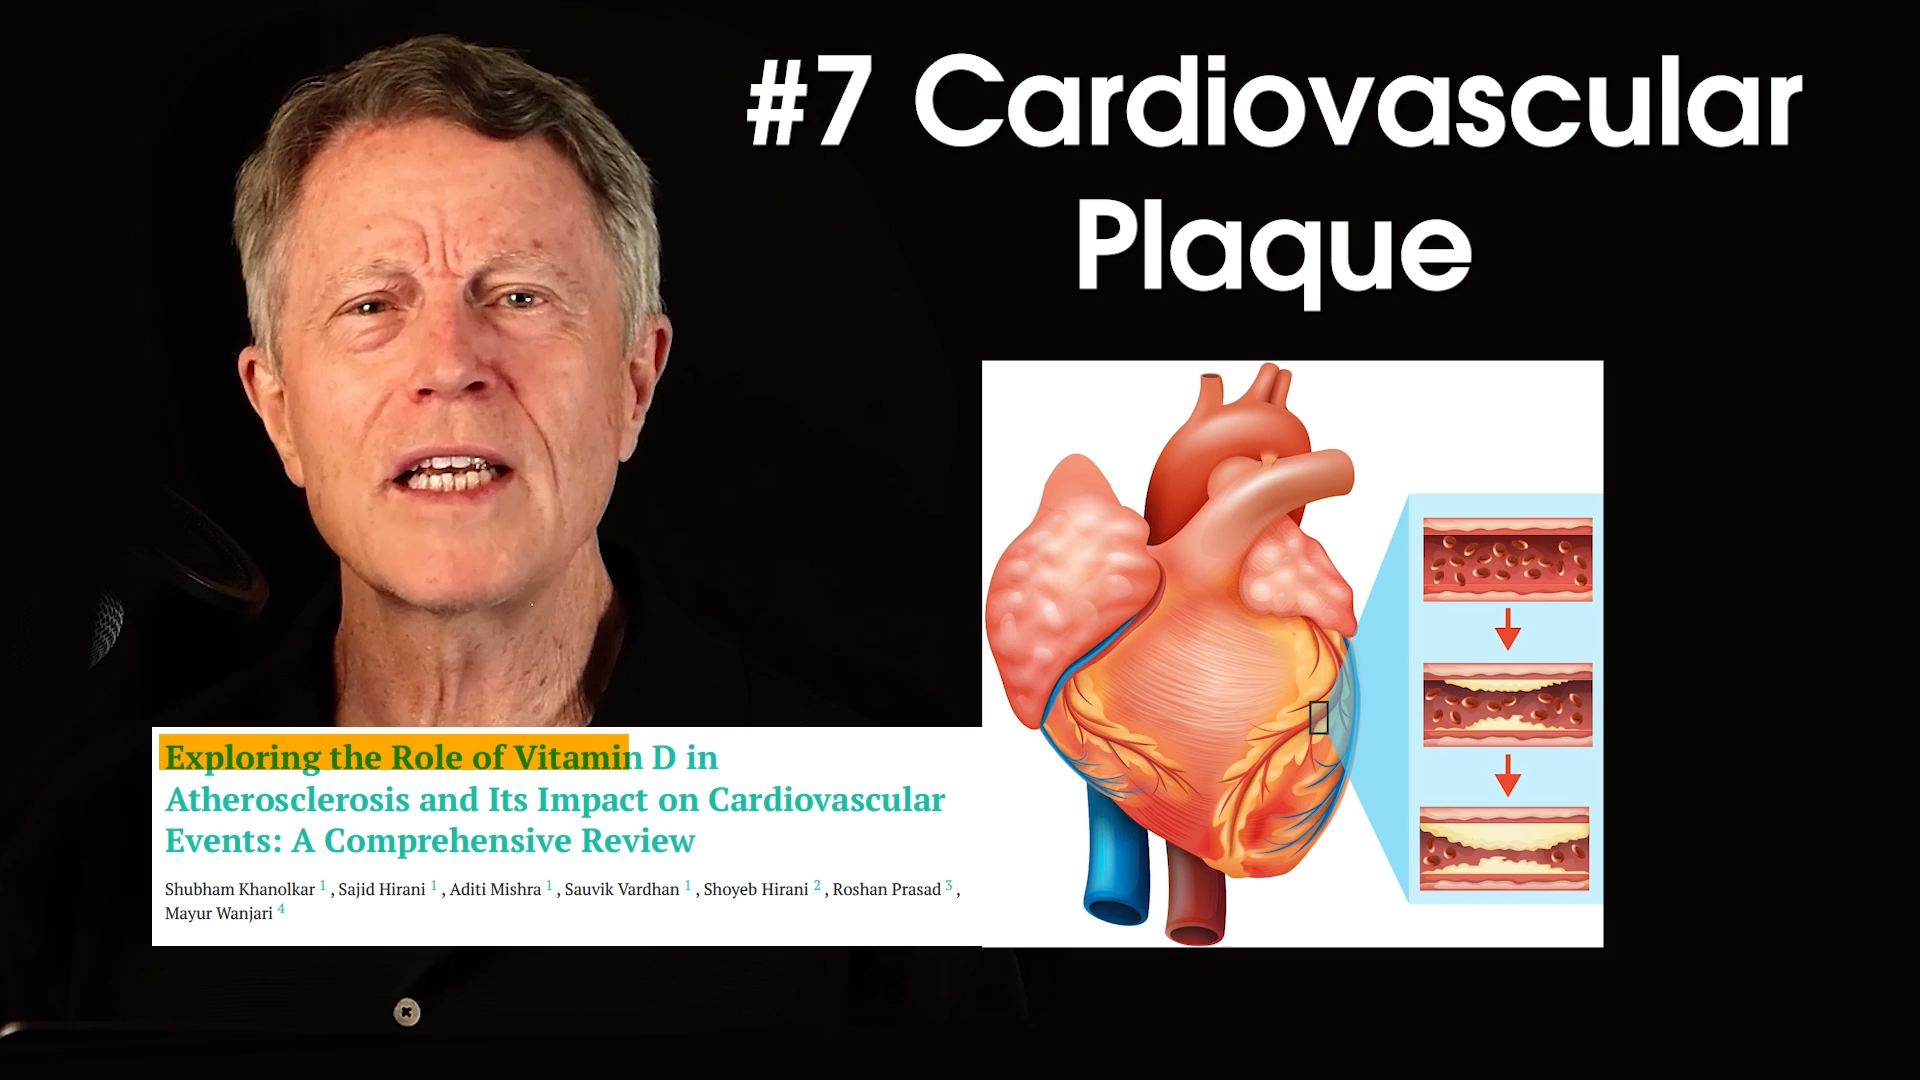 #7 Cardiovascular
Plaque
Exploring the Role of Vitamin D in
Atherosclerosis and Its Impact on Cardiovascular
Events: A Comprehensive Review
Shubham Khanolkar 1 , Sajid Hirani 1 , Aditi Mishra 1 , Sauvik Vardhan 1 , Shoyeb Hirani 2 , Roshan Prasad 3 ,
Mayur Wanjari 4